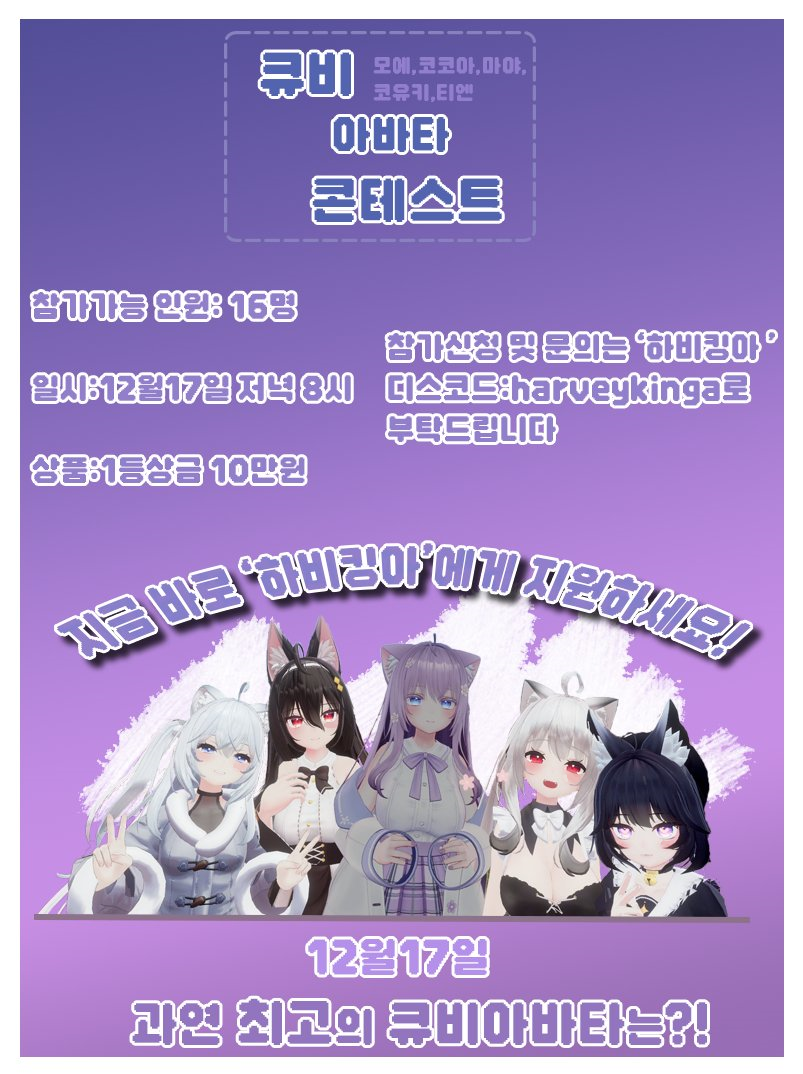 큐비 모에,코코아,마야,
코유키,티엔
아바타
콘테스트
참가가능 인원: 16명
일시:12월17일 저녁 8시
상품:1등상금 10만원
참가신청 및 문의는 ‘하비킹아’
디스코드:harveykinga로
부탁드립니다
지금 바로 ‘하비킹아’에게 지원하세요!
12월17일
과연 최고의 큐비아바타는?!